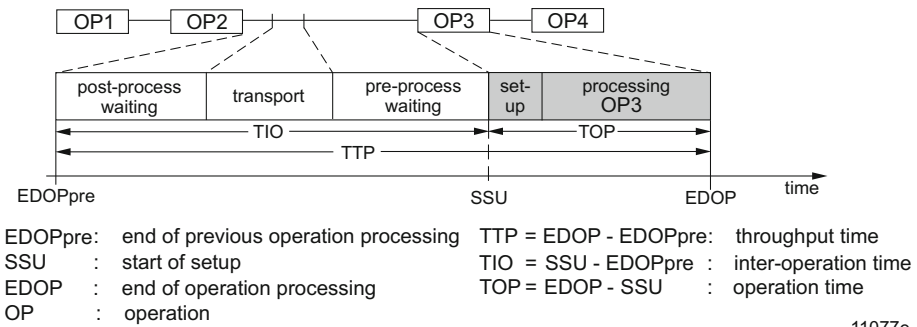 OP1 OP2 OP3 OP4
post-process waiting transport pre-process waiting set-up processing OP3
TIO TOP
TTP
EDOPpre SSU EDOP time
EDOPpre: end of previous operation processing TTP = EDOP - EDOPpre: throughput time
SSU : start of setup TIO = SSU - EDOPpre : inter-operation time
EDOP : end of operation processing TOP = EDOP - SSU : operation time
OP : operation